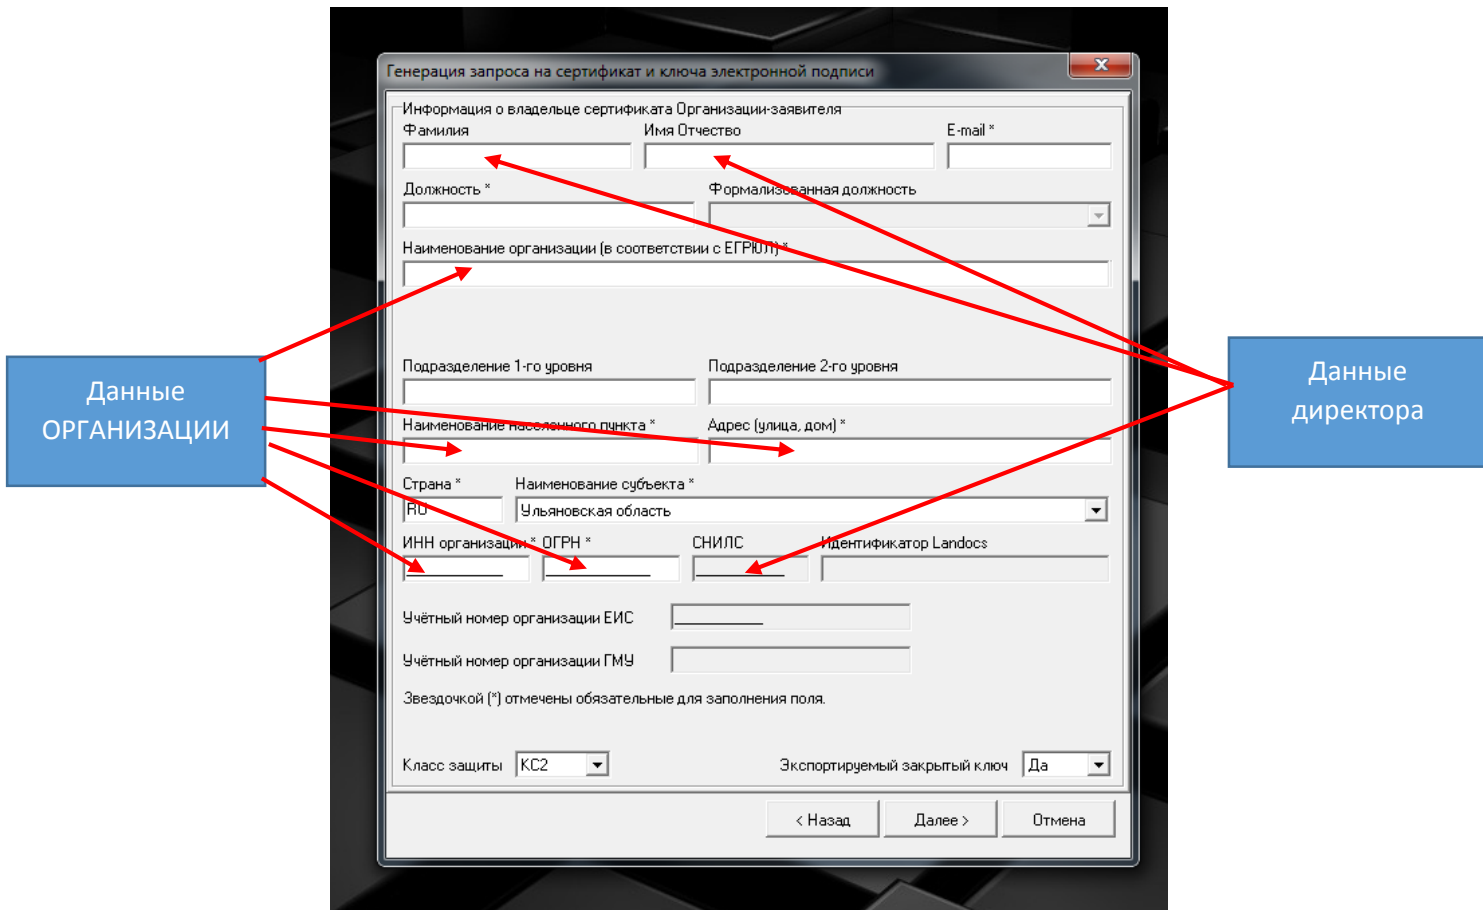 Генерация запроса на сертификат и ключа электронной подписи
Информация о владельце сертификата Организации-заявителя
Фамилия Имя Отчество E-mail *
Должность * Формализованная должность
Наименование организации (в соответствии с ЕГРЮЛ) *
Подразделение 1-го уровня Подразделение 2-го уровня
Данные
ОРГАНИЗАЦИИ
Данные
директора
Наименование населенного пункта * Адрес (улица, дом) *
Страна * Наименование субъекта *
RU Ульяновская область
ИНН организации * ОГРН * СНИЛС Идентификатор Landocs
Учётный номер организации ЕИС
Учётный номер организации ГМУ
Звездочкой (*) отмечены обязательные для заполнения поля.
Класс защиты КС2 Экспортируемый закрытый ключ Да
< Назад Далее > Отмена